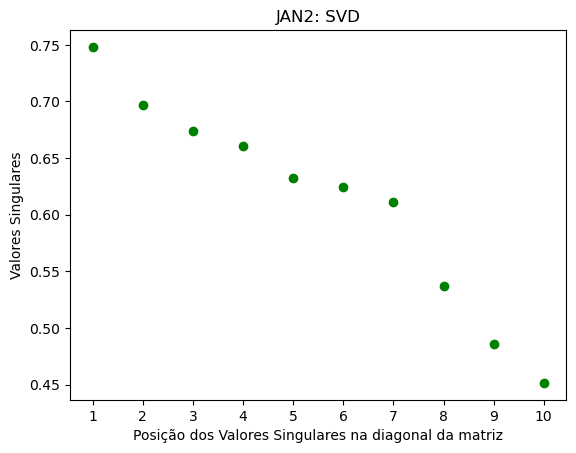 JAN2: SVD
Valores Singulares
0.75
0.70
0.65
0.60
0.55
0.50
0.45
1 2 3 4 5 6 7 8 9 10
Posição dos Valores Singulares na diagonal da matriz